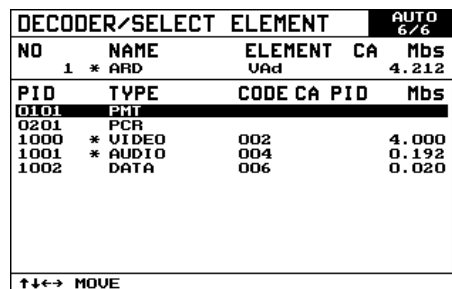 DECODER/SELECT ELEMENT AUTO 6/6
NO NAME ELEMENT CA Mbs
1 * ARD VAd 4.212
PID TYPE CODE CA PID Mbs
0101 PMT
0201 PCR
1000 * VIDEO 002 4.000
1001 * AUDIO 004 0.192
1002 DATA 006 0.020
↑↓←→ MOVE